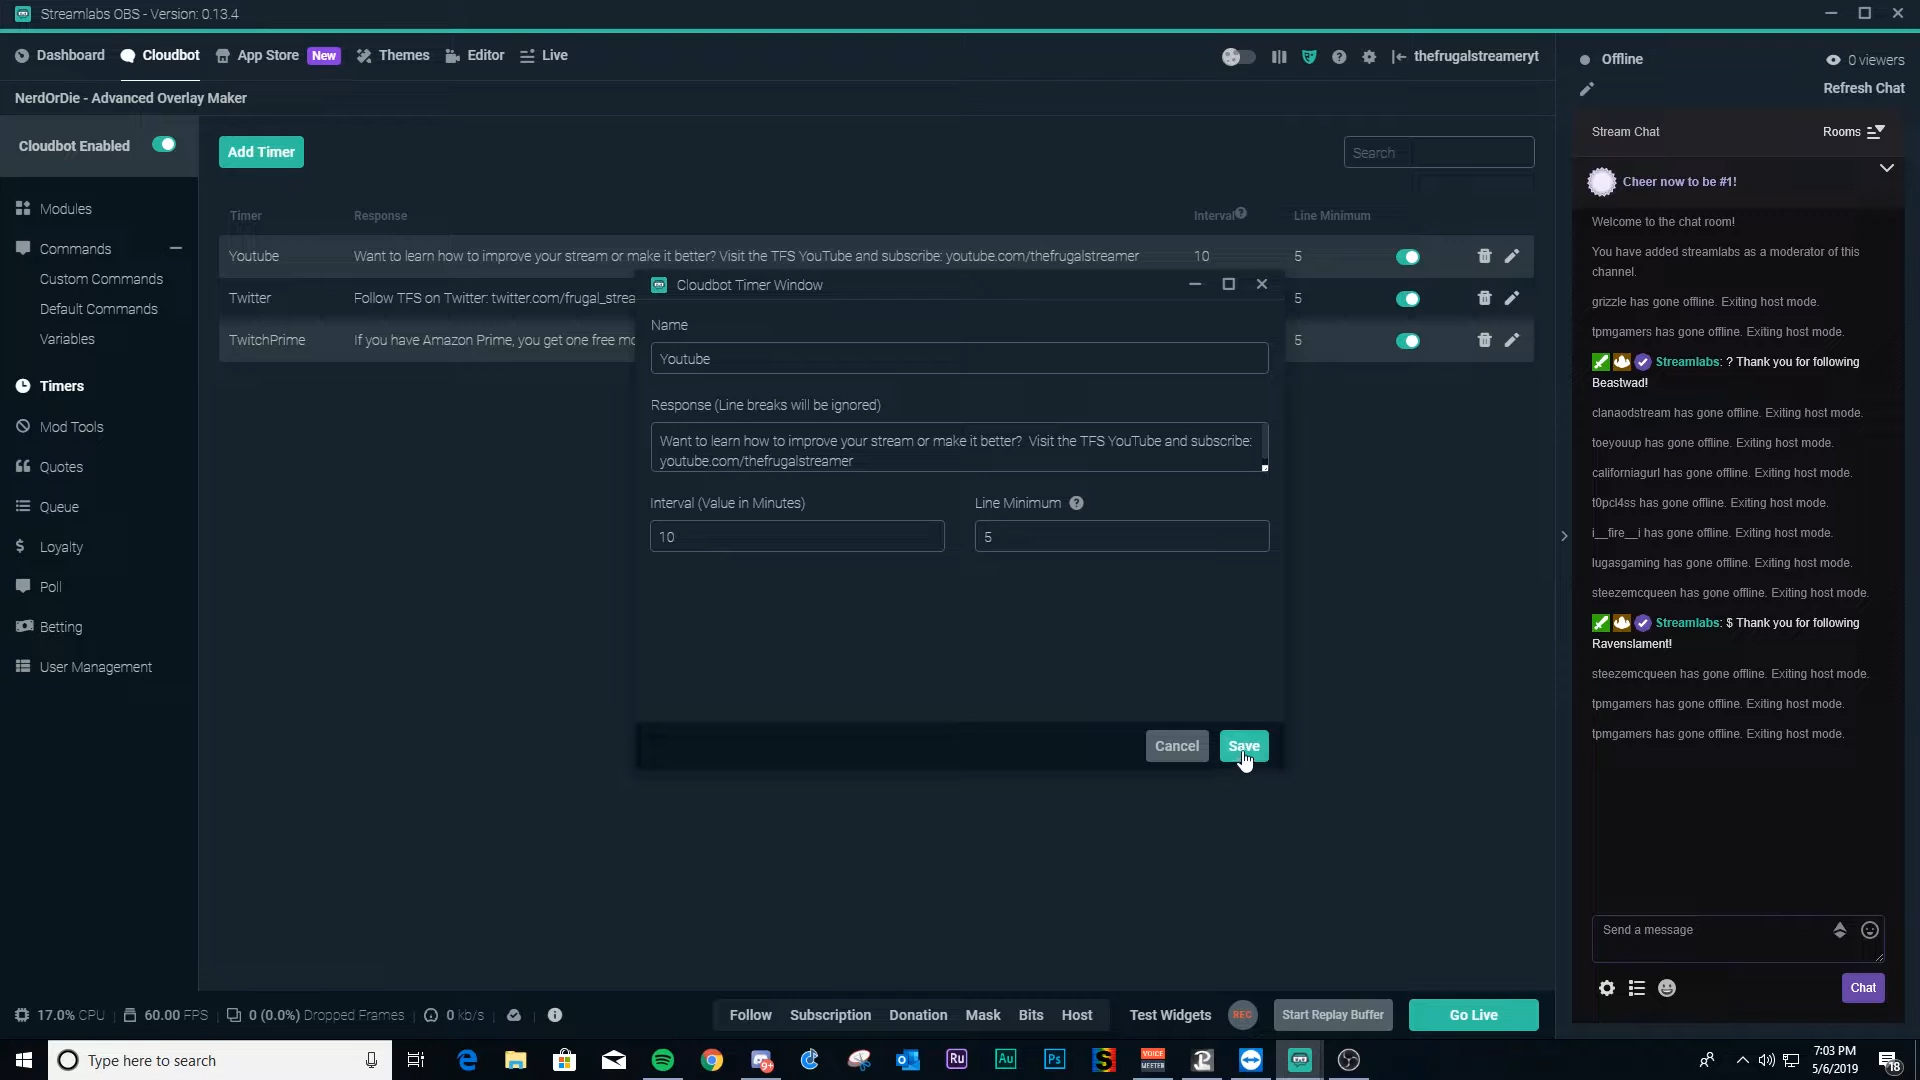 Streamlabs OBS - Version: 0.13.4
Dashboard Cloudbot App Store New Themes Editor Live thefrugalstreameryt
NerdOrDie - Advanced Overlay Maker
Cloudbot Enabled
Modules
Commands
Custom Commands
Default Commands
Variables
Timers
Mod Tools
Quotes
Queue
Loyalty
Poll
Betting
User Management
Add Timer
Search
Timer Response Interval Line Minimum
Youtube Want to learn how to improve your stream or make it better? Visit the TFS YouTube and subscribe: youtube.com/thefrugalstreamer 10 5
Twitter Follow TFS on Twitter: twitter.com/frugal_strea 5
TwitchPrime If you have Amazon Prime, you get one free mo 5
Cloudbot Timer Window
Name
Youtube
Response (Line breaks will be ignored)
Want to learn how to improve your stream or make it better? Visit the TFS YouTube and subscribe:
youtube.com/thefrugalstreamer
Interval (Value in Minutes) Line Minimum
10 5
Cancel Save
Offline 0 viewers
Refresh Chat
Stream Chat Rooms
Cheer now to be #1!
Welcome to the chat room!
You have added streamlabs as a moderator of this
channel.
grizzle has gone offline. Exiting host mode.
tpmgamers has gone offline. Exiting host mode.
Streamlabs: ? Thank you for following
Beastwad!
clanaodstream has gone offline. Exiting host mode.
toeyouup has gone offline. Exiting host mode.
californiagurl has gone offline. Exiting host mode.
t0pcl4ss has gone offline. Exiting host mode.
i__fire__i has gone offline. Exiting host mode.
lugasgaming has gone offline. Exiting host mode.
steezemcqueen has gone offline. Exiting host mode.
Streamlabs: $ Thank you for following
Ravenslament!
steezemcqueen has gone offline. Exiting host mode.
tpmgamers has gone offline. Exiting host mode.
tpmgamers has gone offline. Exiting host mode.
Send a message
Chat
17.0% CPU 60.00 FPS 0 (0.0%) Dropped Frames 0 kb/s
Follow Subscription Donation Mask Bits Host Test Widgets REC Start Replay Buffer Go Live
Type here to search
9+
Ru
Au
Ps
VOICE
MEETER
7:03 PM
5/6/2019
18